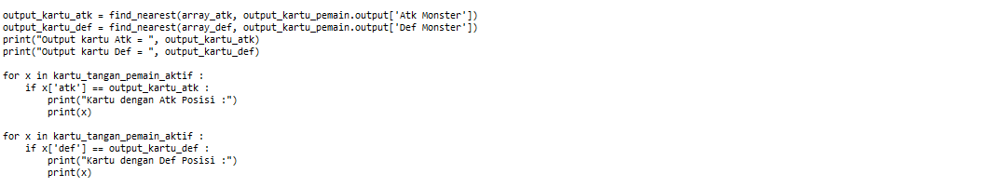 output_kartu_atk = find_nearest(array_atk, output_kartu_pemain.output['Atk Monster'])
output_kartu_def = find_nearest(array_def, output_kartu_pemain.output['Def Monster'])
print("Output kartu Atk = ", output_kartu_atk)
print("Output kartu Def = ", output_kartu_def)

for x in kartu_tangan_pemain_aktif :
    if x['atk'] == output_kartu_atk :
        print("Kartu dengan Atk Posisi :")
        print(x)

for x in kartu_tangan_pemain_aktif :
    if x['def'] == output_kartu_def :
        print("Kartu dengan Def Posisi :")
        print(x)